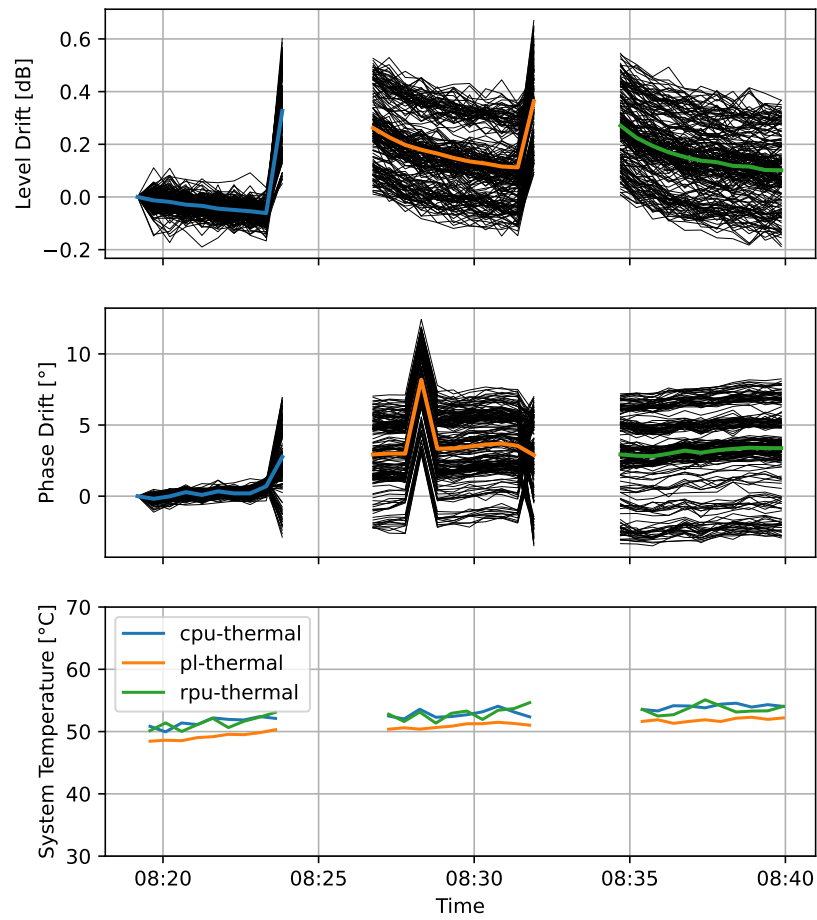 Level Drift [dB]
0.6
0.4
0.2
0.0
−0.2
Phase Drift [°]
10
5
0
System Temperature [°C]
70
60
50
40
30
cpu-thermal
pl-thermal
rpu-thermal
08:20 08:25 08:30 08:35 08:40
Time